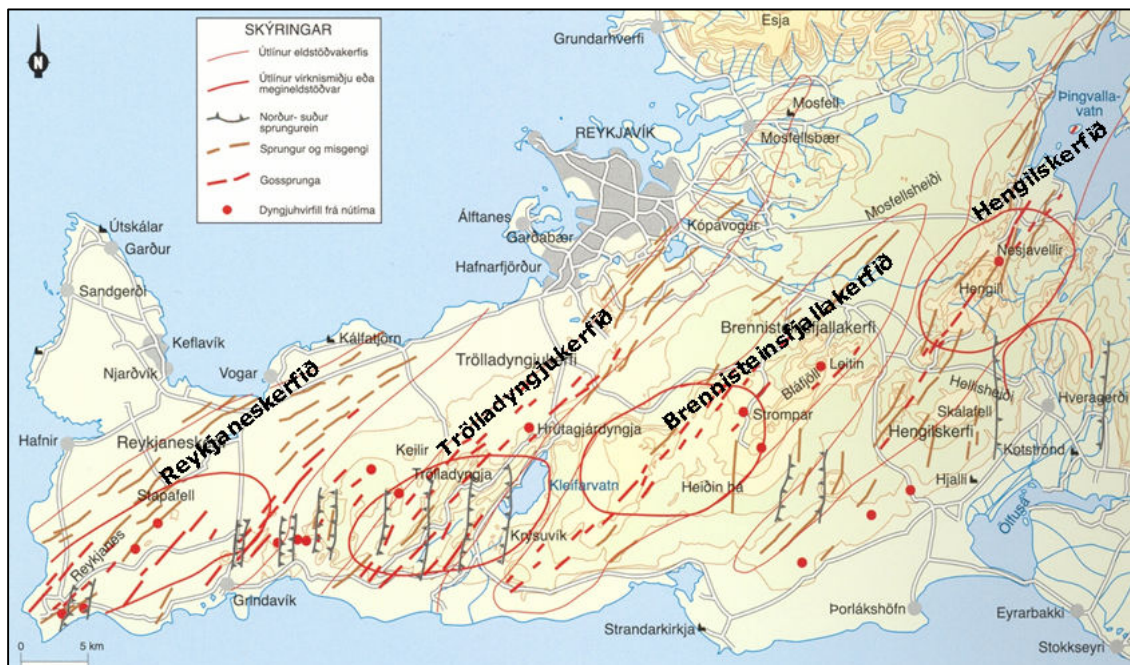 SKÝRINGAR
Útlínur eldstöðvakerfis
Útlínur virknismiðju eða
megineldstöðvar
Norður- suður
sprungurein
Sprungur og misgengi
Gossprunga
Dyngjuhvirfill frá nútíma
N
0 5 km
Esja
Grundarhverfi
Mosfell
Mosfellsbær
REYKJAVÍK
Þingvalla-
vatn
Hengilskerfið
Mosfellsheiði
Álftanes
Garðabær
Kópavogur
Hafnarfjörður
Útskálar
Garður
Sandgerði
Keflavík
Njarðvík
Vogar
Kálfatjörn
Hafnir
Reykjaneskerfið
Stapafell
Reykjanes
Grindavík
Trölladyngjukerfið
Keilir
Trölladyngja
Hrútagjárdyngja
Kleifarvatn
Krýsuvík
Brennisteinsfjallakerfi
Brennisteinsfjallakerfið
Bláfjöll
Leitin
Strompar
Heiðin há
Nesjavellir
Hengill
Hellisheiði
Skálafell
Hengilskerfi
Hveragerði
Kotströnd
Hjalli
Ölfusá
Strandarkirkja
Þorlákshöfn
Eyrarbakki
Stokkseyri